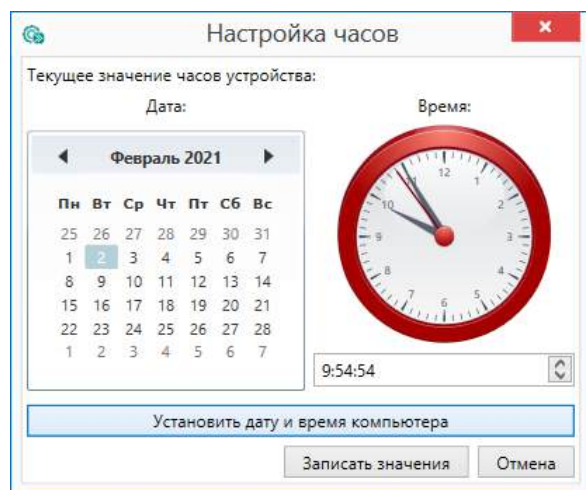 Настройка часов
Текущее значение часов устройства:
Дата:
Время:
Февраль 2021
Пн Вт Ср Чт Пт Сб Вс
25 26 27 28 29 30 31
1 2 3 4 5 6 7
8 9 10 11 12 13 14
15 16 17 18 19 20 21
22 23 24 25 26 27 28
1 2 3 4 5 6 7
12
11 1
10 2
9 3
8 4
7 6 5
9:54:54
Установить дату и время компьютера
Записать значения Отмена